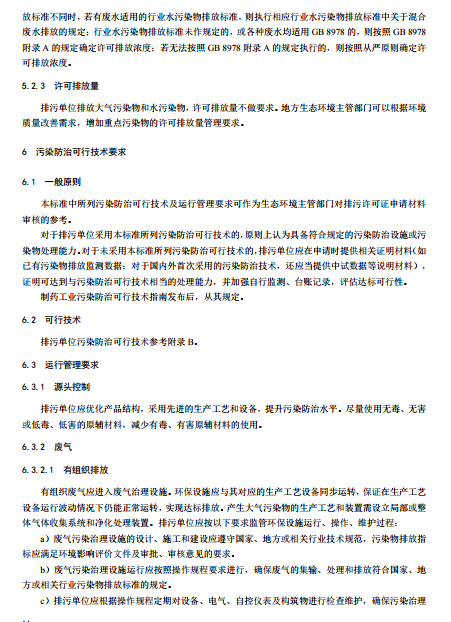 放标准不同时，若有废水适用的行业水污染物排放标准，则执行相应行业水污染物排放标准中关于混合
废水排放的规定；行业水污染物排放标准未作规定的，或各种废水均适用 GB 8978 的，则按照 GB 8978
附录 A 的规定确定许可排放浓度；若无法按照 GB 8978 附录 A 的规定执行的，则按照从严原则确定许
可排放浓度。
5.2.3 许可排放量
排污单位排放大气污染物和水污染物，许可排放量不做要求。地方生态环境主管部门可以根据环境
质量改善需求，增加重点污染物的许可排放量管理要求。
6 污染防治可行技术要求
6.1 一般原则
本标准中所列污染防治可行技术及运行管理要求可作为生态环境主管部门对排污许可证申请材料
审核的参考。
对于排污单位采用本标准所列污染防治可行技术的，原则上认为具备符合规定的污染防治设施或污
染物处理能力。对于未采用本标准所列污染防治可行技术的，排污单位应在申请时提供相关证明材料（如
已有污染物排放监测数据；对于国内外首次采用的污染防治技术，还应当提供中试数据等说明材料），
证明可达到与污染防治可行技术相当的处理能力，并加强自行监测、台账记录，评估达标可行性。
制药工业污染防治可行技术指南发布后，从其规定。
6.2 可行技术
排污单位污染防治可行技术参考附录 B。
6.3 运行管理要求
6.3.1 源头控制
排污单位应优化产品结构，采用先进的生产工艺和设备，提升污染防治水平。尽量使用无毒、无害
或低毒、低害的原辅材料，减少有毒、有害原辅材料的使用。
6.3.2 废气
6.3.2.1 有组织排放
有组织废气应进入废气治理设施。环保设施应与其对应的生产工艺设备同步运转，保证在生产工艺
设备运行波动情况下仍能正常运转，实现达标排放。产生大气污染物的生产工艺和装置需设立局部或整
体气体收集系统和净化处理装置。排污单位应按以下要求监管环保设施运行、操作、维护过程：
a）废气污染治理设施的设计、施工和建设应遵守国家、地方或相关行业技术规范，污染物排放指
标应满足环境影响评价文件及审批、审核意见的要求。
b）废气污染治理设施运行应按照操作规程要求进行，确保废气的集输、处理和排放符合国家、地
方或相关行业污染物排放标准的规定。
c）排污单位应根据操作规程定期对设备、电气、自控仪表及构筑物进行检查维护，确保污染治理